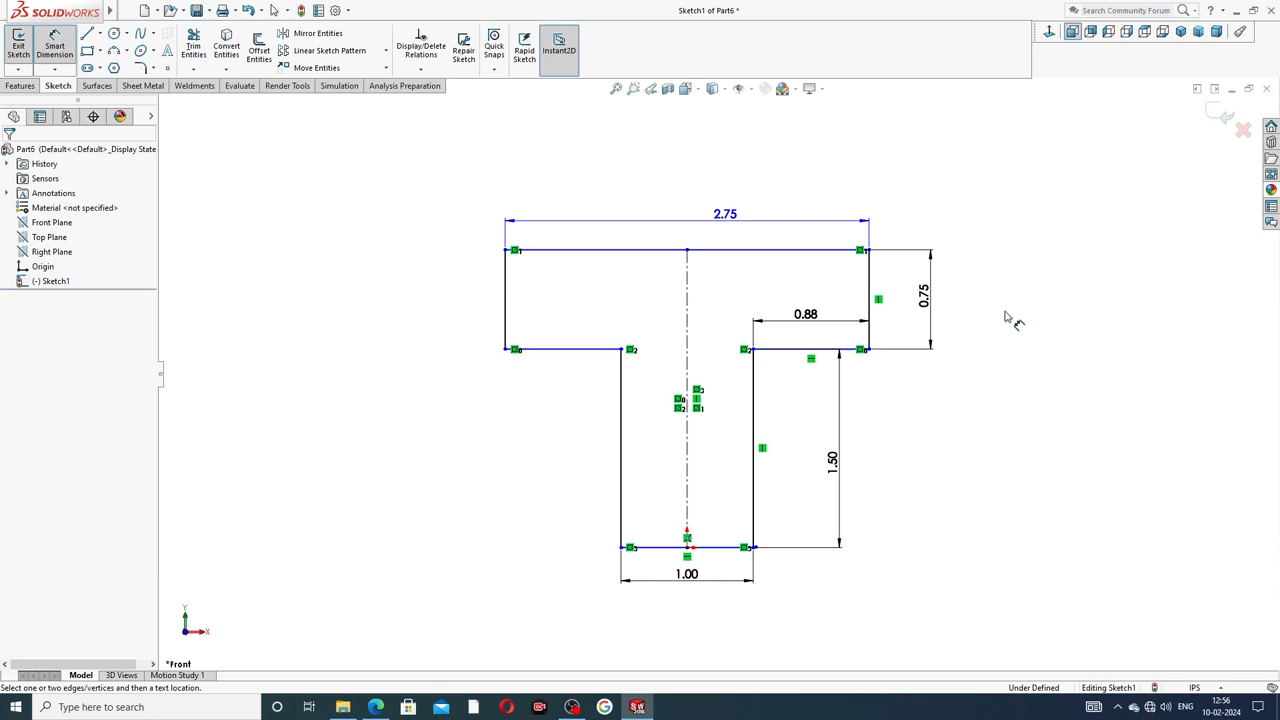 SOLIDWORKS
Sketch1 of Part6 *
Search Community Forum
Exit Sketch
Smart Dimension
Trim Entities
Convert Entities
Offset Entities
Mirror Entities
Linear Sketch Pattern
Move Entities
Display/Delete Relations
Repair Sketch
Quick Snaps
Rapid Sketch
Instant2D
Features
Sketch
Surfaces
Sheet Metal
Weldments
Evaluate
Render Tools
Simulation
Analysis Preparation
Part6 (Default<<Default>_Display State
History
Sensors
Annotations
Material <not specified>
Front Plane
Top Plane
Right Plane
Origin
(-) Sketch1
2.75
0.75
0.88
1.50
1.00
Y
X
*Front
Model
3D Views
Motion Study 1
Select one or two edges/vertices and then a text location.
Under Defined
Editing Sketch1
IPS
Type here to search
ENG
12:56
10-02-2024